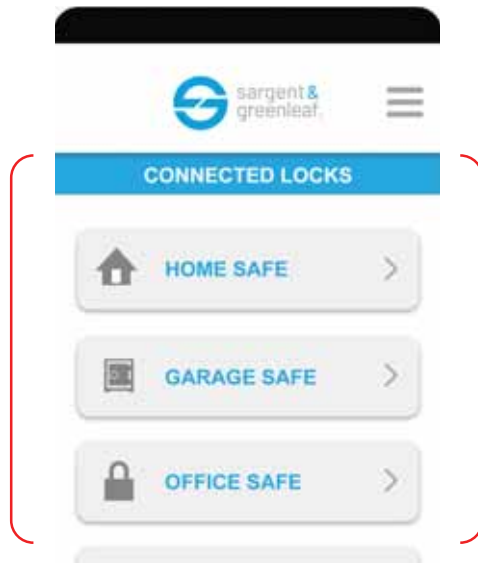 sargent &
greenleaf.
CONNECTED LOCKS
HOME SAFE
GARAGE SAFE
OFFICE SAFE